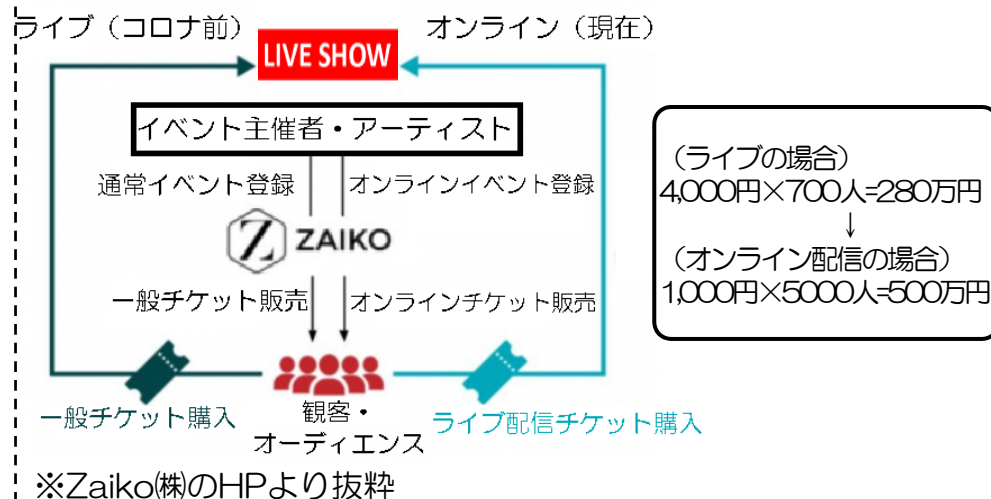 ライブ（コロナ前）
オンライン（現在）
LIVE SHOW
イベント主催者・アーティスト
通常イベント登録
オンラインイベント登録
Z ZAIKO
一般チケット販売
オンラインチケット販売
一般チケット購入
観客・
オーディエンス
ライブ配信チケット購入
※Zaiko㈱のHPより抜粋
（ライブの場合）
4,000円×700人=280万円
↓
（オンライン配信の場合）
1,000円×5000人=500万円